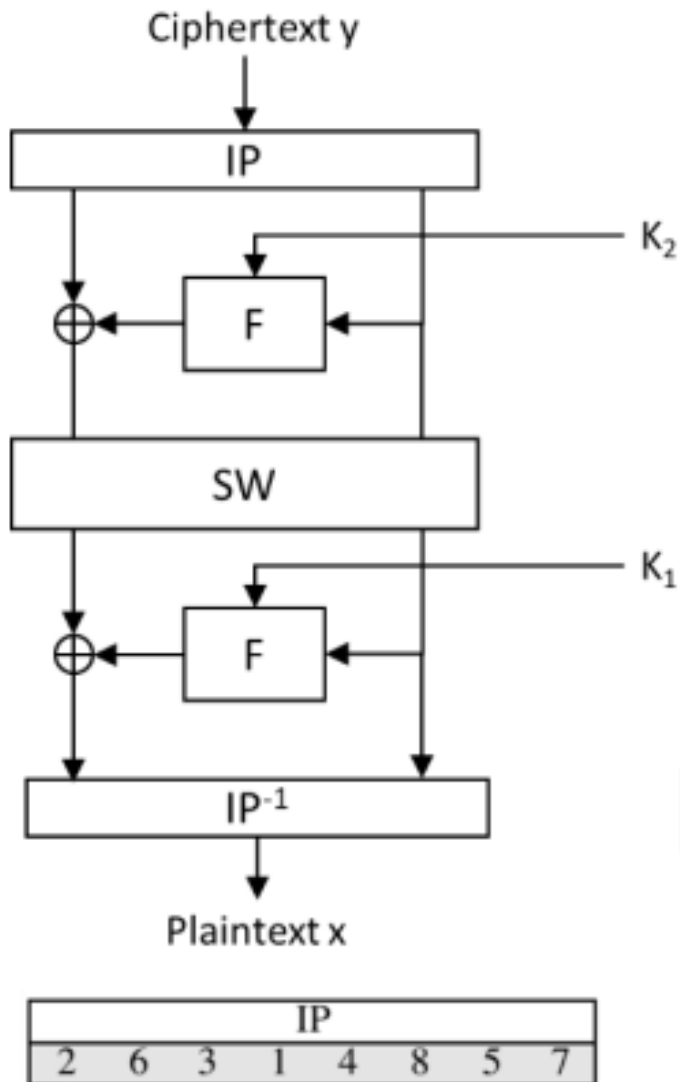 Ciphertext y
IP
K₂
F
SW
K₁
F
IP⁻¹
Plaintext x
IP
2 6 3 1 4 8 5 7